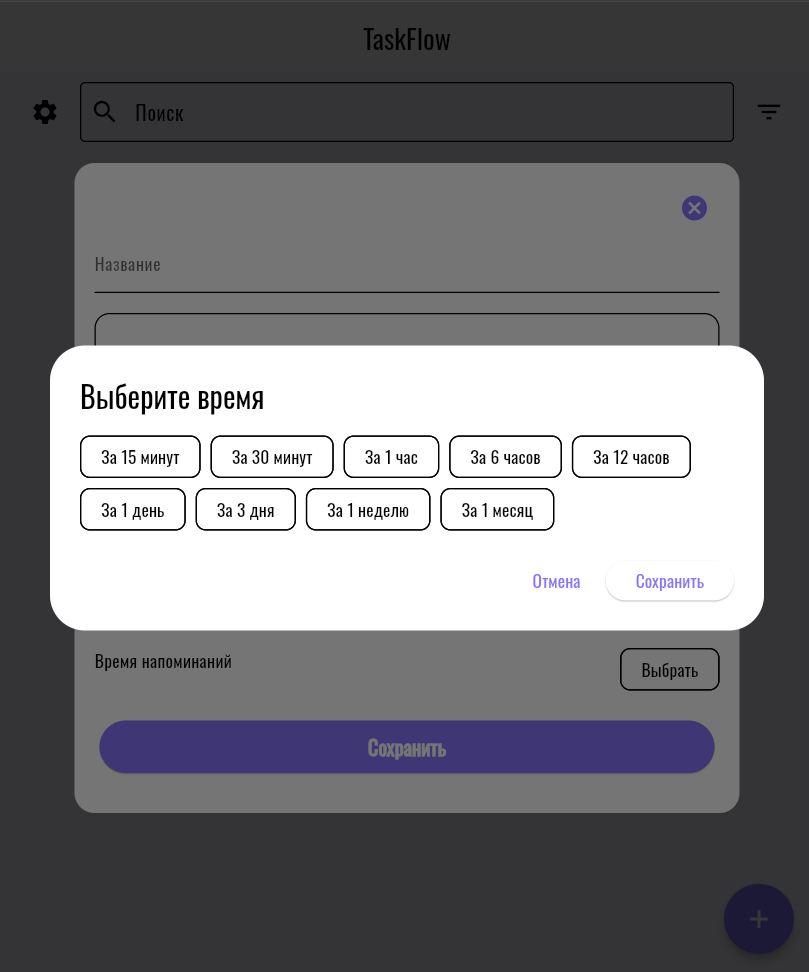 TaskFlow
Поиск
Название
Выберите время
За 15 минут За 30 минут За 1 час За 6 часов За 12 часов
За 1 день За 3 дня За 1 неделю За 1 месяц
Отмена Сохранить
Время напоминаний Выбрать
Сохранить